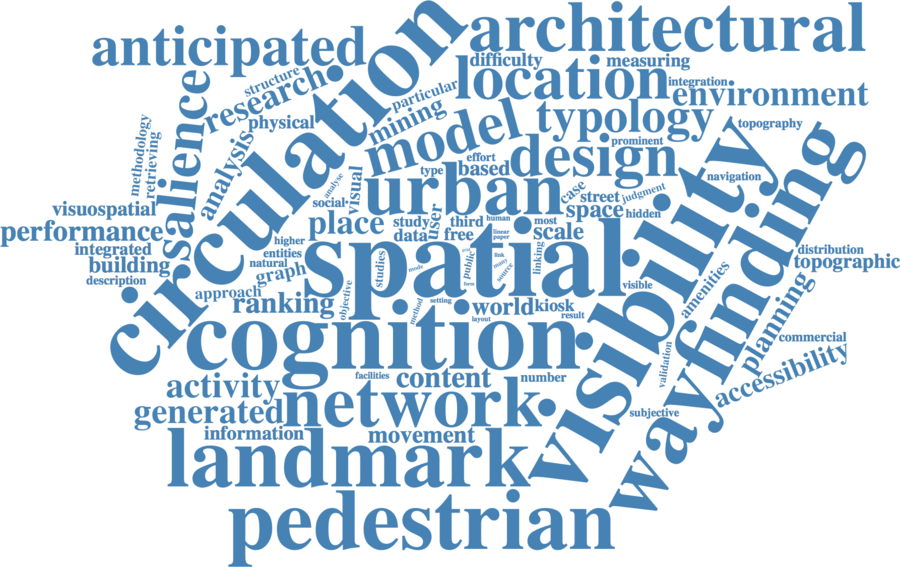 anticipated
architectural
circulation
difficulty
measuring
location
integration
environment
structure
research
particular
mining
salience
physical
analysis
model
typology
topography
prominent
methodology
retrieving
effort
type
based
design
navigation
analyse
visual
social
urban
case
street
judgment
space
hidden
visuospatial
performance
integrated
building
description
place
study
data
user
third
free
human
linear
paper
most
scale
higher
entities
natural
graph
spatial
studies
mode
public
form
link
many
source
linking
visible
visibility
wayfinding
distribution
topographic
amenities
approach
ranking
objective
method
setting
layout
world
kiosk
result
cognition
planning
commercial
validation
accessibility
facilities
content
number
activity
generated
network
subjective
information
movement
landmark
pedestrian